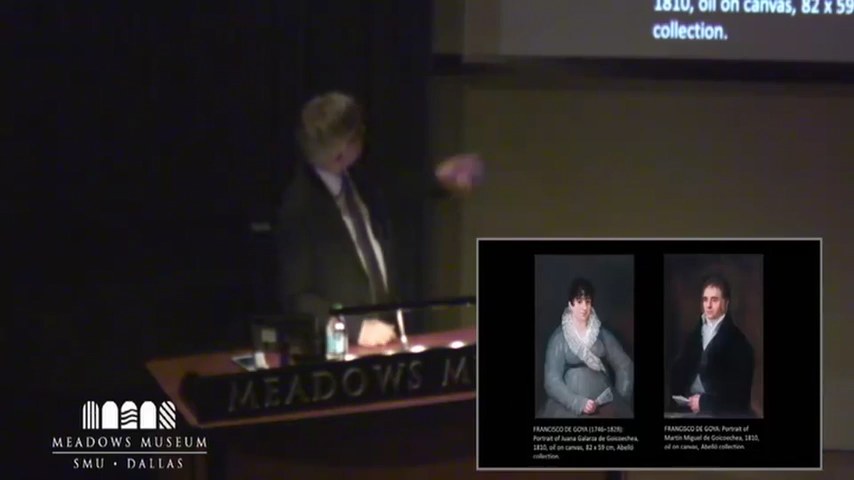 1810, oil on canvas, 82 x 59
collection.
MEADOWS M
FRANCISCO DE GOYA (1746–1828):
Portrait of Juana Galarza de Goicoechea,
1810, oil on canvas, 82 x 59 cm, Abelló
collection.
FRANCISCO DE GOYA: Portrait of
Martín Miguel de Goicoechea, 1810,
oil on canvas, Abelló collection.
MEADOWS MUSEUM
SMU • DALLAS